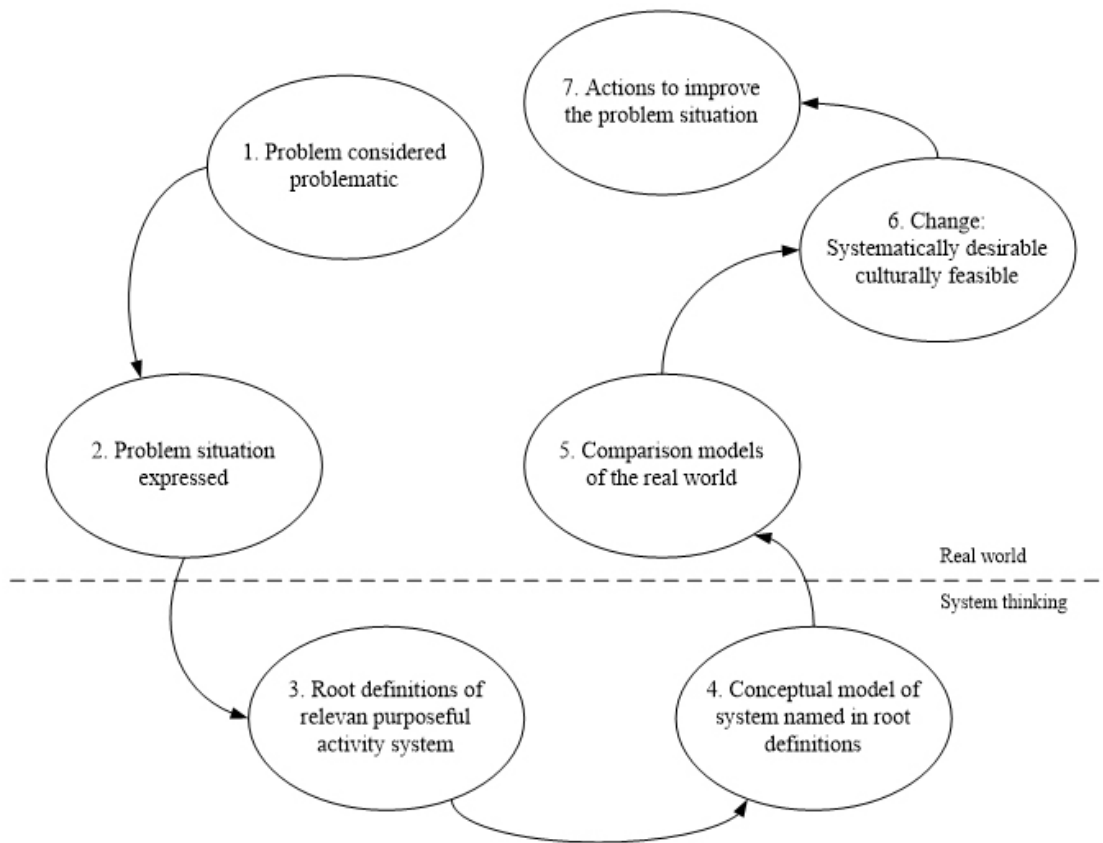 1. Problem considered
problematic
2. Problem situation
expressed
3. Root definitions of
relevan purposeful
activity system
4. Conceptual model of
system named in root
definitions
5. Comparison models
of the real world
6. Change:
Systematically desirable
culturally feasible
7. Actions to improve
the problem situation
Real world
System thinking